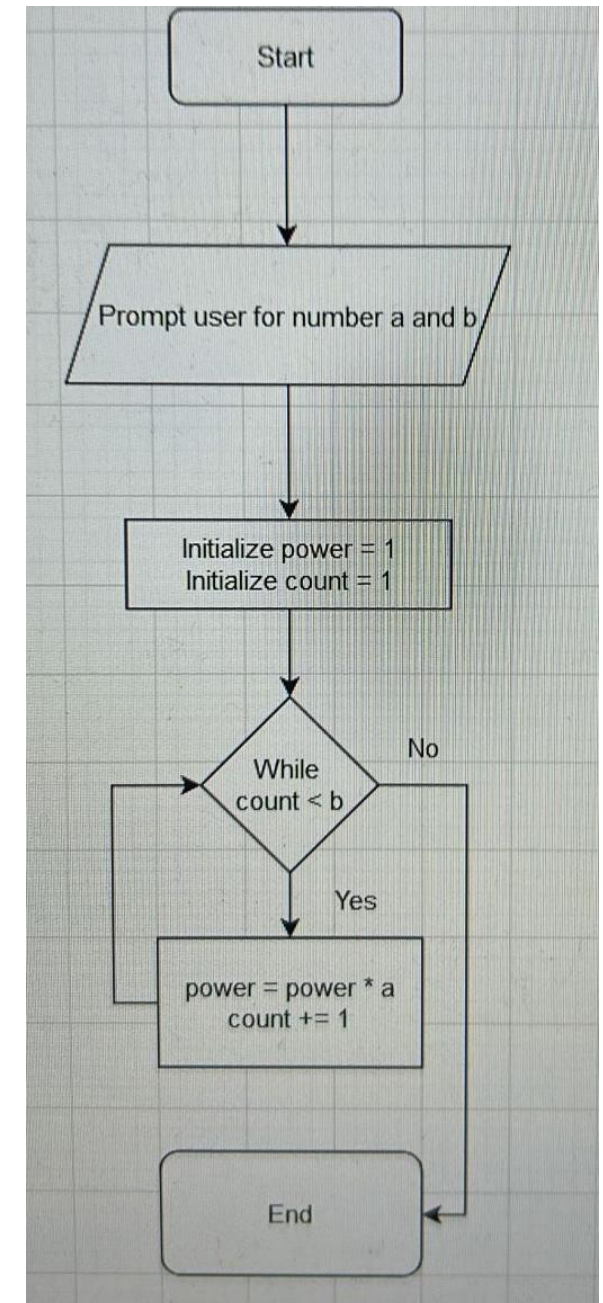 Start
Prompt user for number a and b
Initialize power = 1
Initialize count = 1
While
count < b
No
Yes
power = power * a
count += 1
End